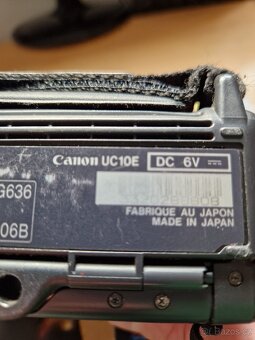 Canon UC10E DC 6V
G636
06B
FABRIQUE AU JAPON
MADE IN JAPAN